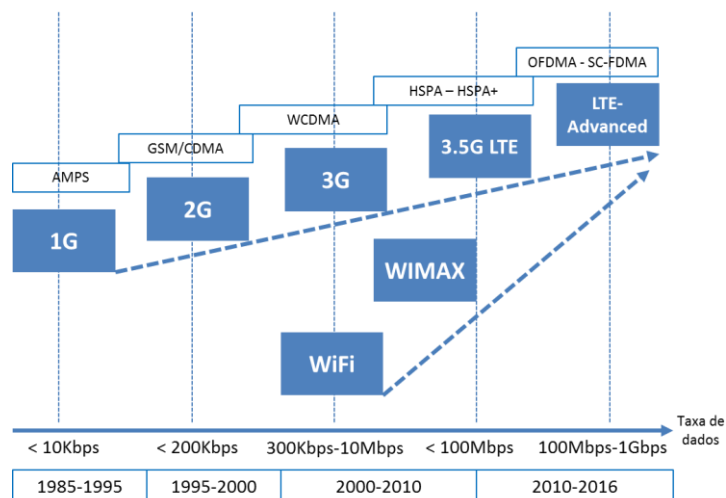 OFDMA - SC-FDMA
HSPA – HSPA+
LTE-
Advanced
WCDMA
3.5G LTE
GSM/CDMA
3G
AMPS
2G
1G
WIMAX
WiFi
Taxa de
dados
< 10Kbps
< 200Kbps
300Kbps-10Mbps
< 100Mbps
100Mbps-1Gbps
1985-1995
1995-2000
2000-2010
2010-2016